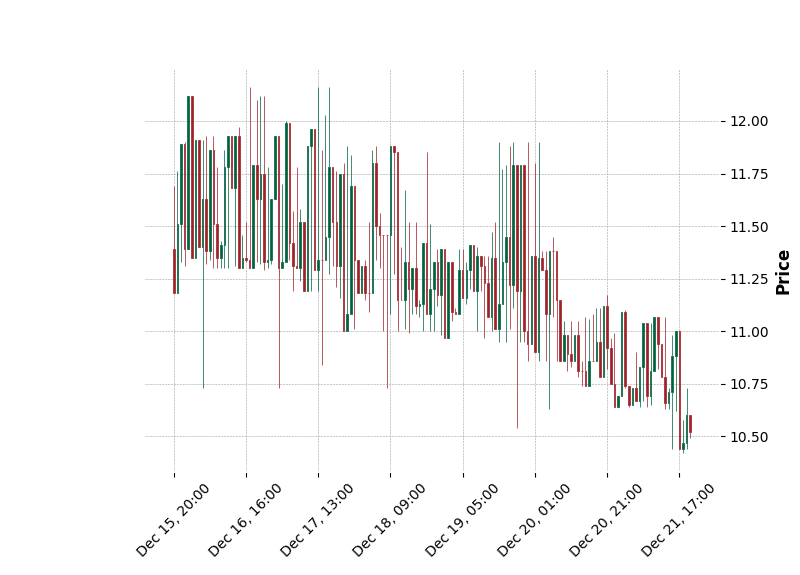 12.00
11.75
11.50
11.25
11.00
10.75
10.50
Price
Dec 15, 20:00
Dec 16, 16:00
Dec 17, 13:00
Dec 18, 09:00
Dec 19, 05:00
Dec 20, 01:00
Dec 20, 21:00
Dec 21, 17:00